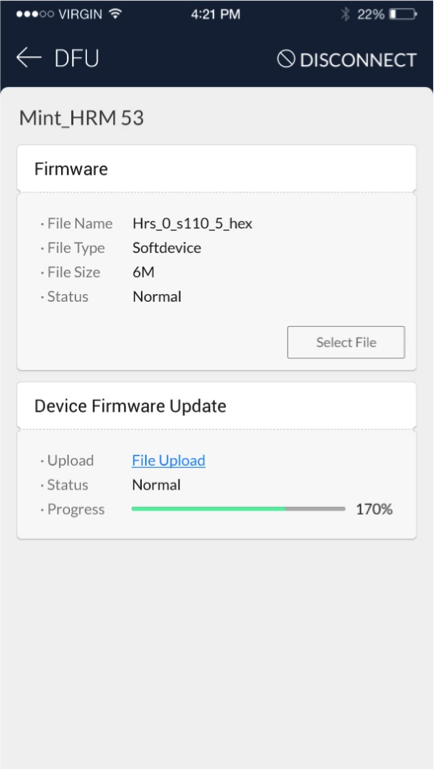 VIRGIN 4:21 PM 22%
DFU DISCONNECT
Mint_HRM 53
Firmware
· File Name Hrs_0_s110_5_hex
· File Type Softdevice
· File Size 6M
· Status Normal
Select File
Device Firmware Update
· Upload File Upload
· Status Normal
· Progress 170%